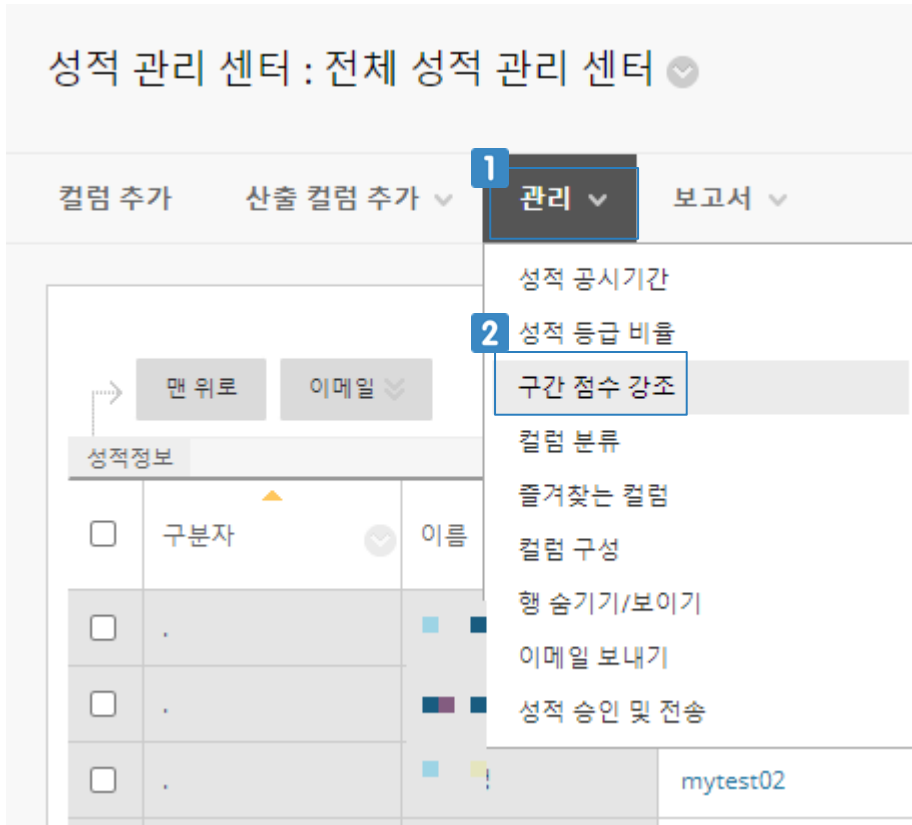 성적 관리 센터 : 전체 성적 관리 센터
컬럼 추가 산출 컬럼 추가 1 관리 보고서
성적 공시기간
2 성적 등급 비율
구간 점수 강조
컬럼 분류
즐겨찾는 컬럼
컬럼 구성
행 숨기기/보이기
이메일 보내기
성적 승인 및 전송
맨 위로 이메일
성적정보
구분자 이름
.
.
. mytest02